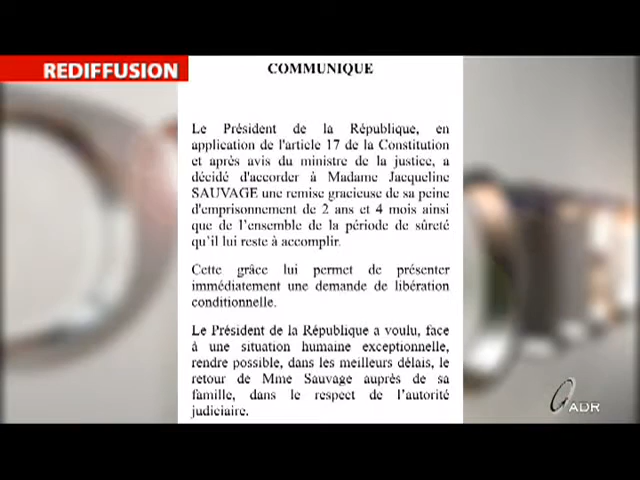 REDIFFUSION
COMMUNIQUE
Le Président de la République, en
application de l'article 17 de la Constitution
et après avis du ministre de la justice, a
décidé d'accorder à Madame Jacqueline
SAUVAGE une remise gracieuse de sa peine
d'emprisonnement de 2 ans et 4 mois ainsi
que de l'ensemble de la période de sûreté
qu'il lui reste à accomplir.
Cette grâce lui permet de présenter
immédiatement une demande de libération
conditionnelle.
Le Président de la République a voulu, face
à une situation humaine exceptionnelle,
rendre possible, dans les meilleurs délais, le
retour de Mme Sauvage auprès de sa
famille, dans le respect de l'autorité
judiciaire.
ADR